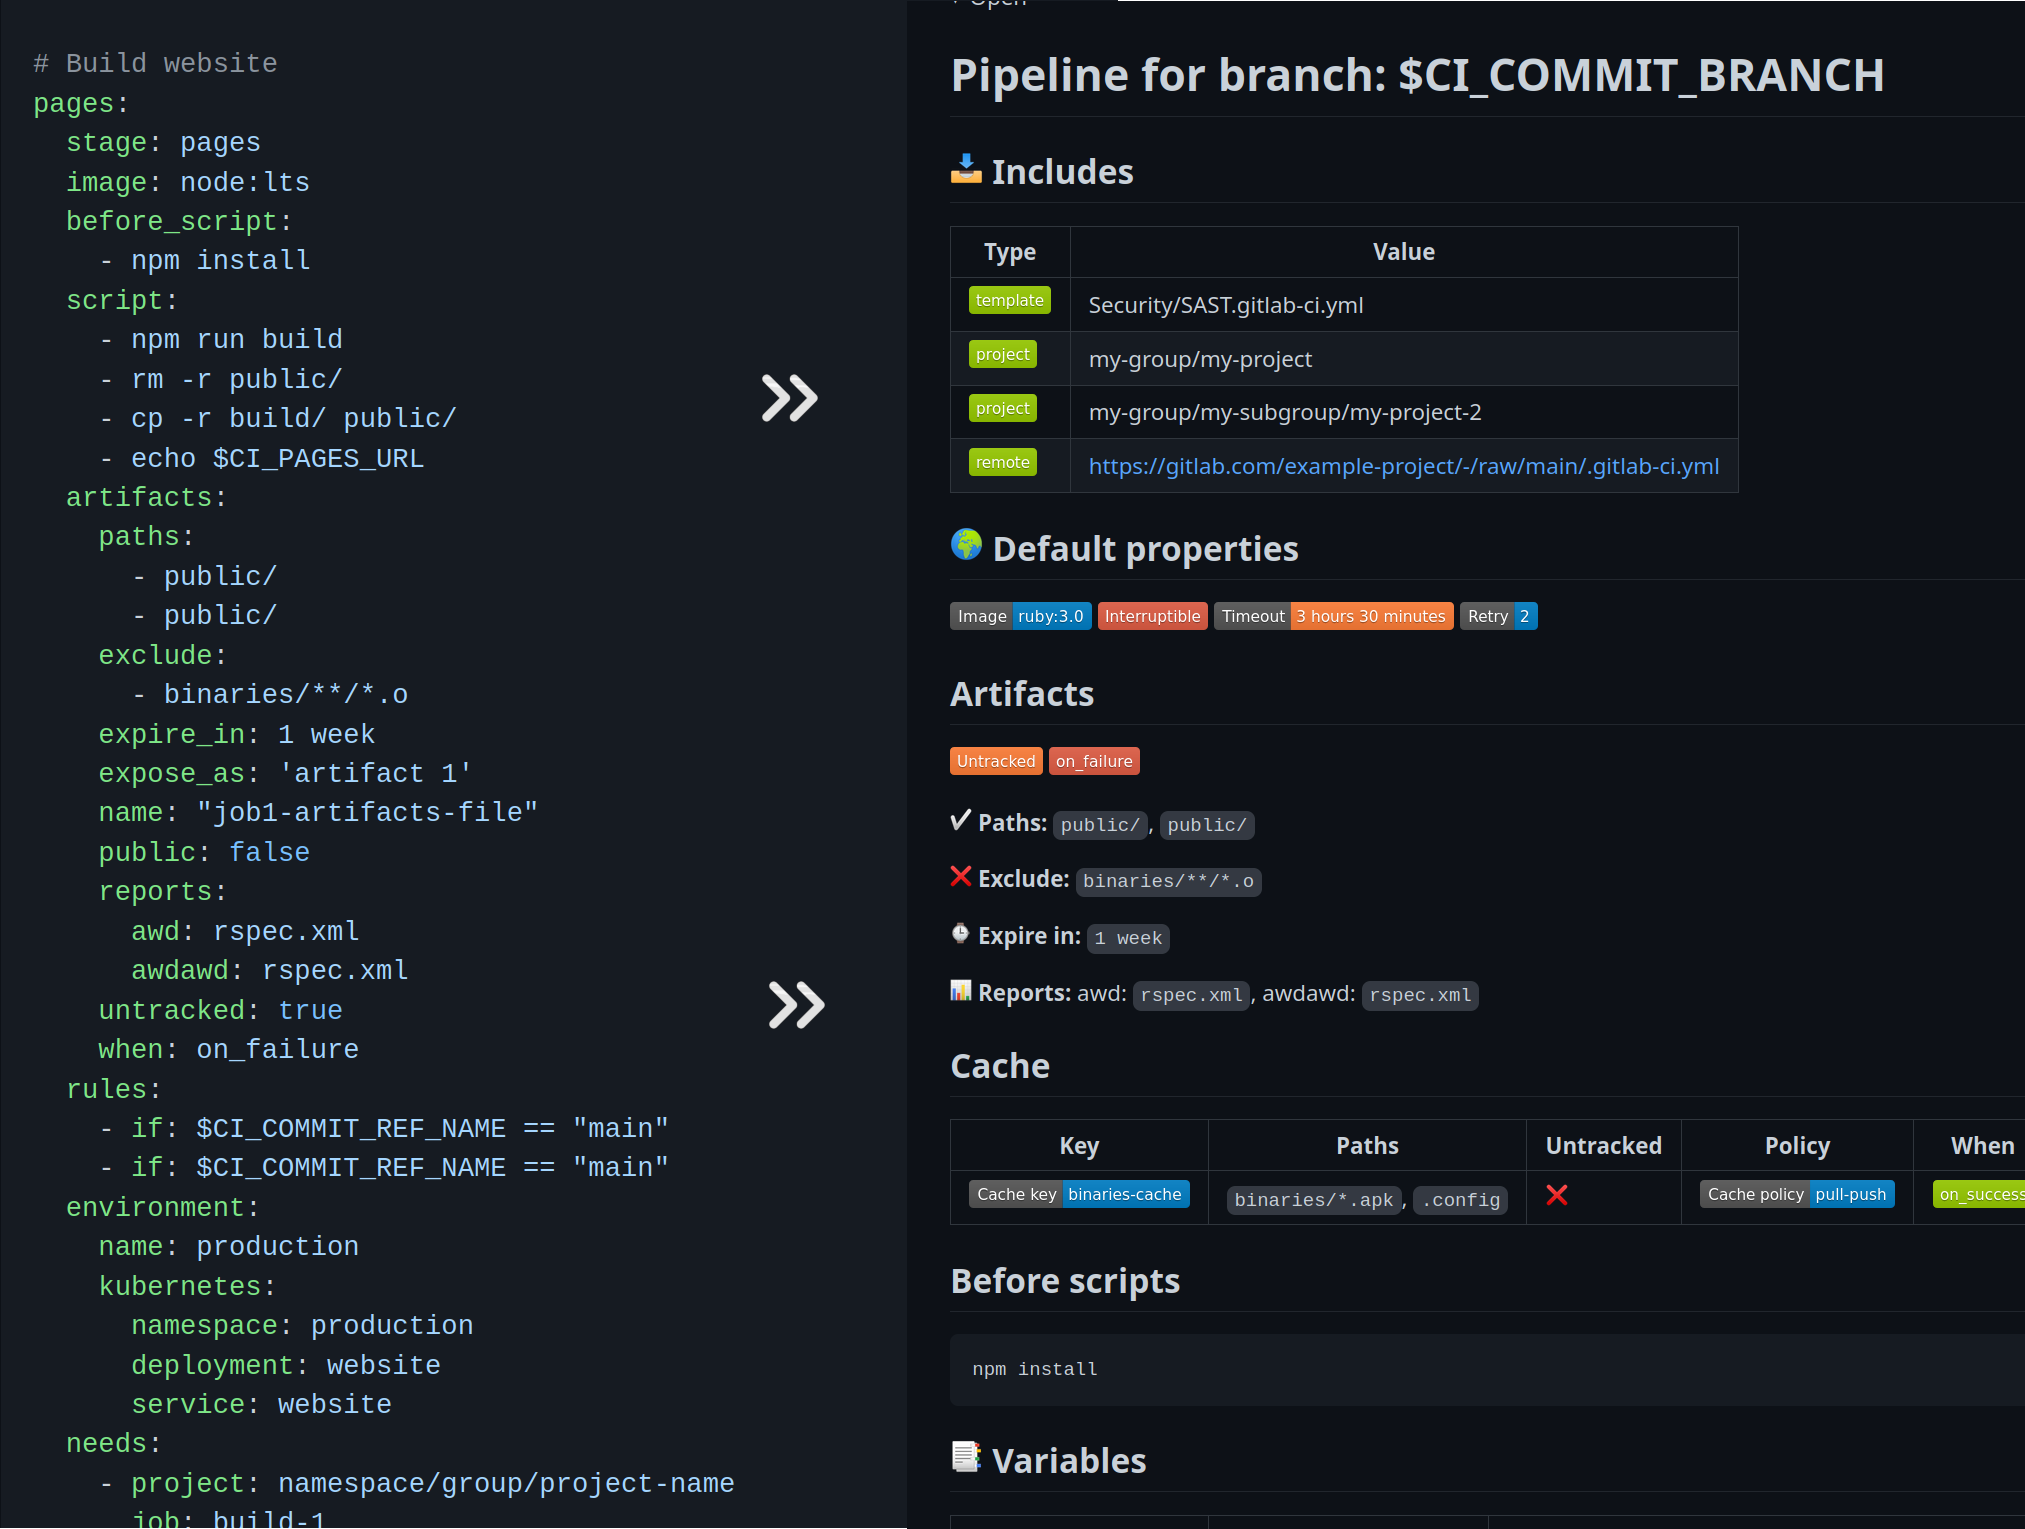 # Build website
pages:
  stage: pages
  image: node:lts
  before_script:
    - npm install
  script:
    - npm run build
    - rm -r public/
    - cp -r build/ public/
    - echo $CI_PAGES_URL
  artifacts:
    paths:
      - public/
      - public/
    exclude:
      - binaries/**/*.o
    expire_in: 1 week
    expose_as: 'artifact 1'
    name: "job1-artifacts-file"
    public: false
    reports:
      awd: rspec.xml
      awdawd: rspec.xml
    untracked: true
    when: on_failure
  rules:
    - if: $CI_COMMIT_REF_NAME == "main"
    - if: $CI_COMMIT_REF_NAME == "main"
  environment:
    name: production
    kubernetes:
      namespace: production
      deployment: website
      service: website
  needs:
    - project: namespace/group/project-name
      job: build-1
Open
Pipeline for branch: $CI_COMMIT_BRANCH
Includes
Type Value
template Security/SAST.gitlab-ci.yml
project my-group/my-project
project my-group/my-subgroup/my-project-2
remote https://gitlab.com/example-project/-/raw/main/.gitlab-ci.yml
Default properties
Image ruby:3.0 Interruptible Timeout 3 hours 30 minutes Retry 2
Artifacts
Untracked on_failure
Paths: public/, public/
Exclude: binaries/**/*.o
Expire in: 1 week
Reports: awd: rspec.xml, awdawd: rspec.xml
Cache
Key Paths Untracked Policy When
Cache key binaries-cache binaries/*.apk, .config Cache policy pull-push on_success
Before scripts
npm install
Variables